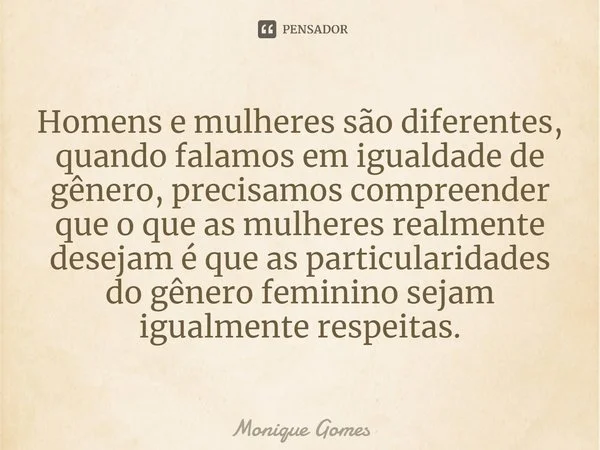 PENSADOR
Homens e mulheres são diferentes,
quando falamos em igualdade de
gênero, precisamos compreender
que o que as mulheres realmente
desejam é que as particularidades
do gênero feminino sejam
igualmente respeitas.
Monique Gomes